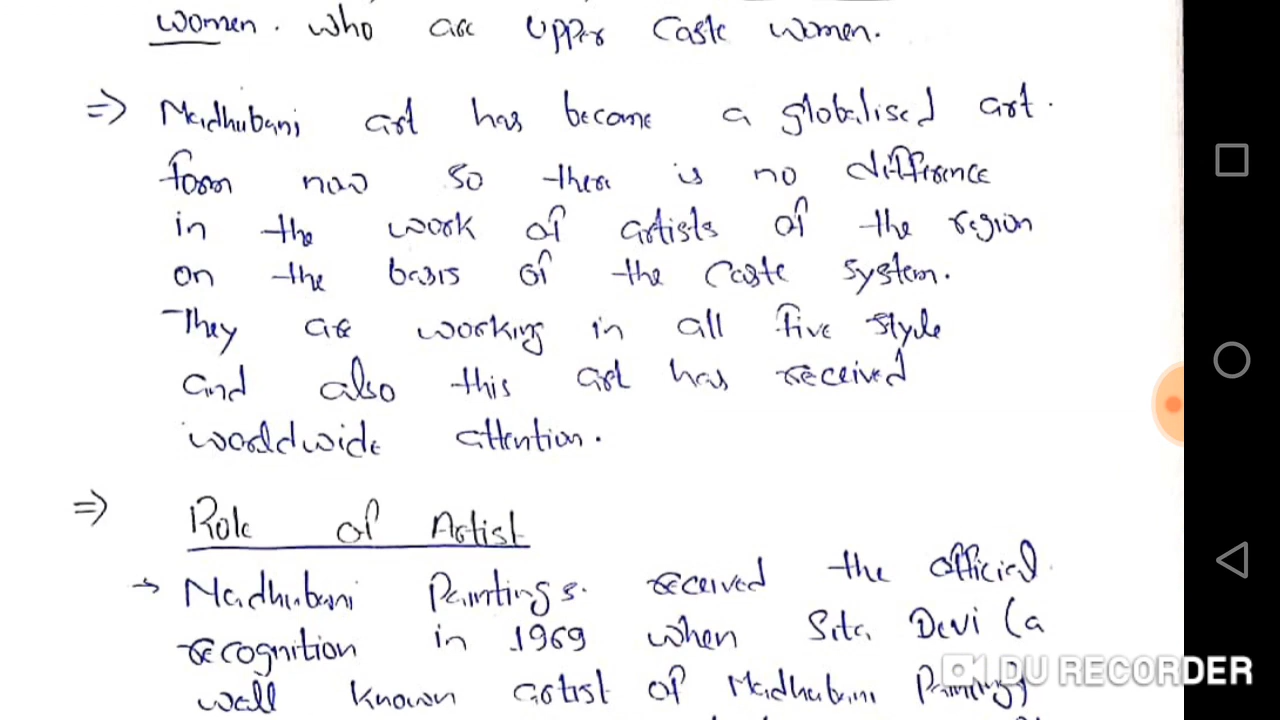 women. who are upper caste women.
=> Madhubani art has become a globalised art.
form now so there is no difference
in the work of artists of the region
on the basis of the caste system.
They are working in all five style
and also this art has received
worldwide attention.
=> Role of Artist
→ Madhubani Paintings. received the official
recognition in 1969 when Sita Devi (a
wall known artist of Madhubani Painting)
DU RECORDER